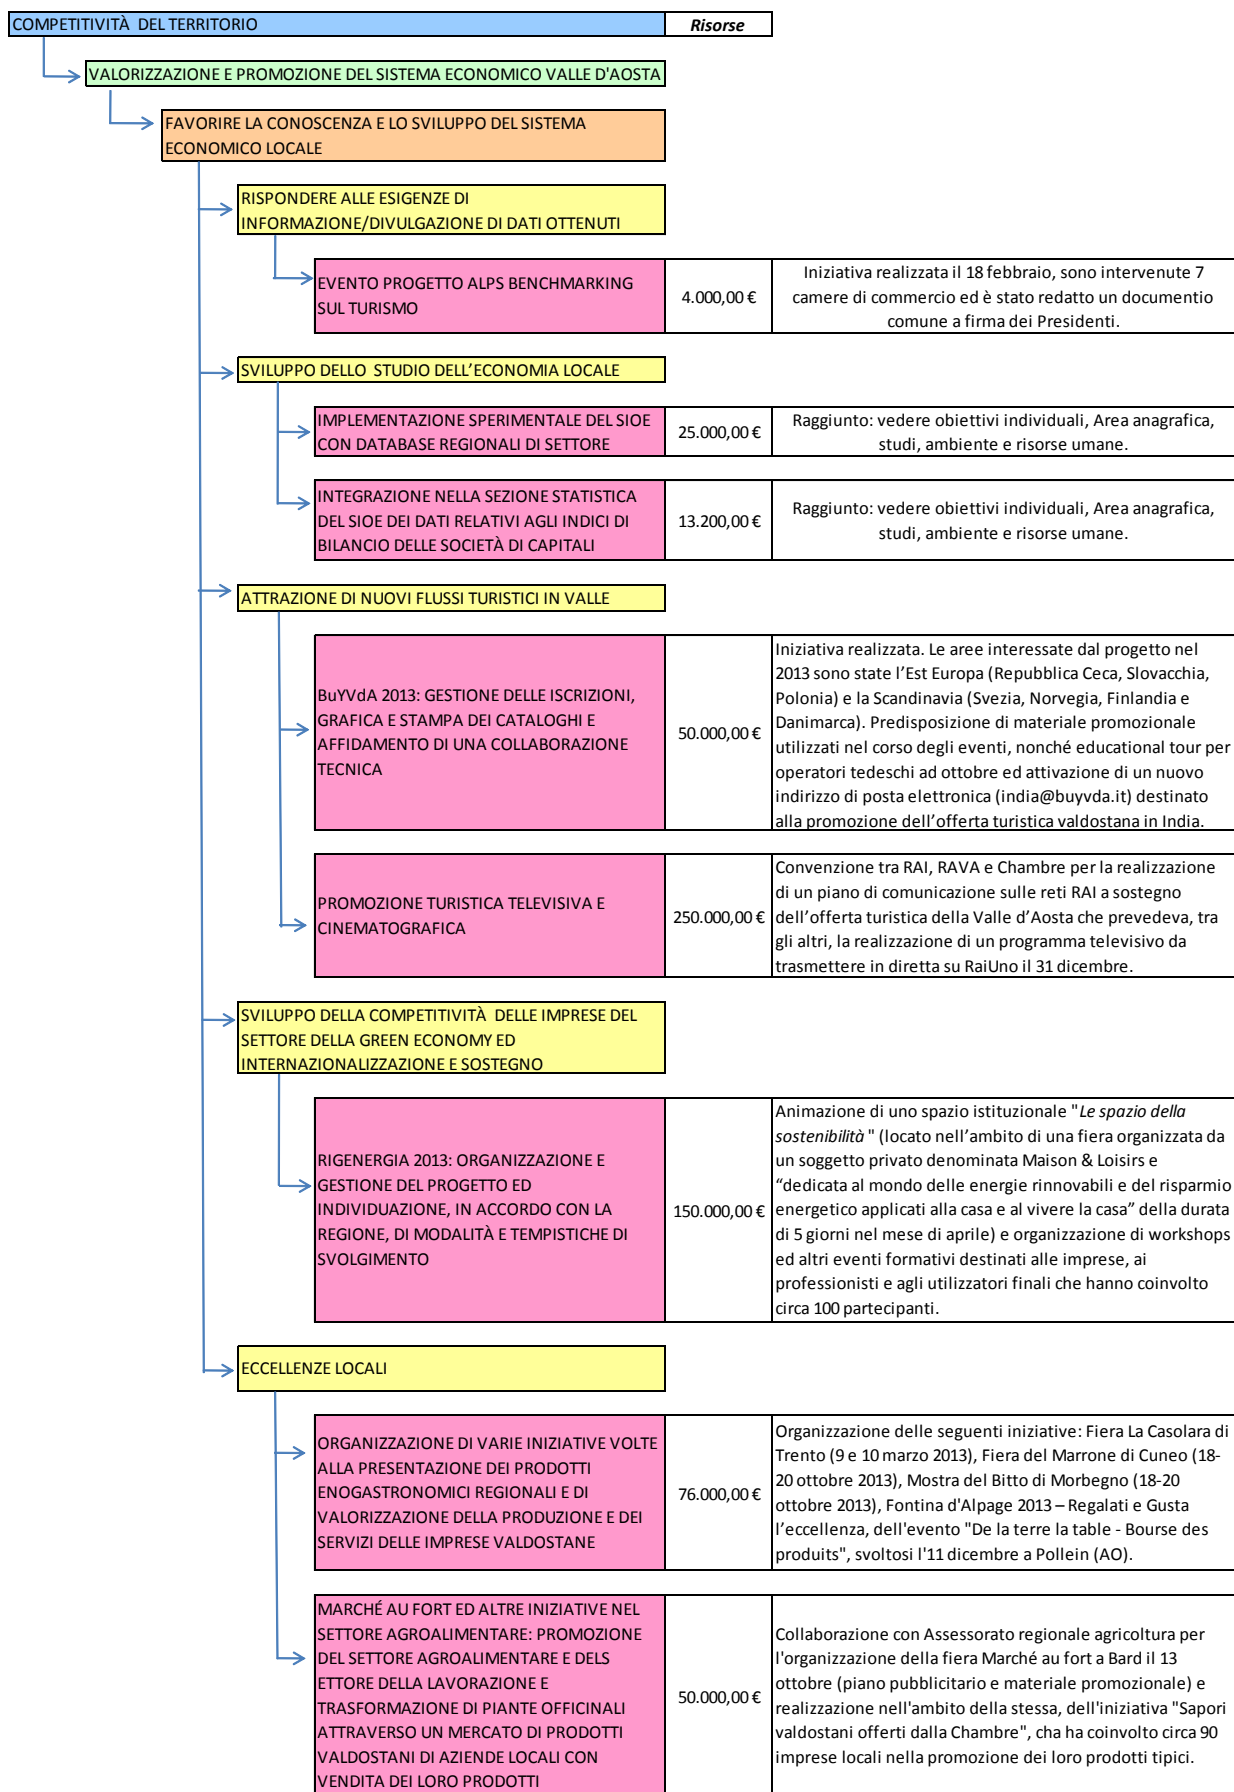 COMPETITIVITÀ  DEL TERRITORIO
Risorse
VALORIZZAZIONE E PROMOZIONE DEL SISTEMA ECONOMICO VALLE D'AOSTA
FAVORIRE LA CONOSCENZA E LO SVILUPPO DEL SISTEMA
ECONOMICO LOCALE
RISPONDERE ALLE ESIGENZE DI
INFORMAZIONE/DIVULGAZIONE DI DATI OTTENUTI
EVENTO PROGETTO ALPS BENCHMARKING
SUL TURISMO
4.000,00 €
Iniziativa realizzata il 18 febbraio, sono intervenute 7
camere di commercio ed è stato redatto un documentio
comune a firma dei Presidenti.
SVILUPPO DELLO  STUDIO DELL’ECONOMIA LOCALE
IMPLEMENTAZIONE SPERIMENTALE DEL SIOE
CON DATABASE REGIONALI DI SETTORE
25.000,00 €
Raggiunto: vedere obiettivi individuali, Area anagrafica,
studi, ambiente e risorse umane.
INTEGRAZIONE NELLA SEZIONE STATISTICA
DEL SIOE DEI DATI RELATIVI AGLI INDICI DI
BILANCIO DELLE SOCIETÀ DI CAPITALI
13.200,00 €
Raggiunto: vedere obiettivi individuali, Area anagrafica,
studi, ambiente e risorse umane.
ATTRAZIONE DI NUOVI FLUSSI TURISTICI IN VALLE
BuYVdA 2013: GESTIONE DELLE ISCRIZIONI,
GRAFICA E STAMPA DEI CATALOGHI E
AFFIDAMENTO DI UNA COLLABORAZIONE
TECNICA
50.000,00 €
Iniziativa realizzata. Le aree interessate dal progetto nel
2013 sono state l’Est Europa (Repubblica Ceca, Slovacchia,
Polonia) e la Scandinavia (Svezia, Norvegia, Finlandia e
Danimarca). Predisposizione di materiale promozionale
utilizzati nel corso degli eventi, nonché educational tour per
operatori tedeschi ad ottobre ed attivazione di un nuovo
indirizzo di posta elettronica (india@buyvda.it) destinato
alla promozione dell’offerta turistica valdostana in India.
PROMOZIONE TURISTICA TELEVISIVA E
CINEMATOGRAFICA
250.000,00 €
Convenzione tra RAI, RAVA e Chambre per la realizzazione
di un piano di comunicazione sulle reti RAI a sostegno
dell’offerta turistica della Valle d’Aosta che prevedeva, tra
gli altri, la realizzazione di un programma televisivo da
trasmettere in diretta su RaiUno il 31 dicembre.
SVILUPPO DELLA COMPETITIVITÀ  DELLE IMPRESE DEL
SETTORE DELLA GREEN ECONOMY ED
INTERNAZIONALIZZAZIONE E SOSTEGNO
RIGENERGIA 2013: ORGANIZZAZIONE E
GESTIONE DEL PROGETTO ED
INDIVIDUAZIONE, IN ACCORDO CON LA
REGIONE, DI MODALITÀ E TEMPISTICHE DI
SVOLGIMENTO
150.000,00 €
Animazione di uno spazio istituzionale "Le spazio della
sostenibilità " (locato nell’ambito di una fiera organizzata da
un soggetto privato denominata Maison & Loisirs e
“dedicata al mondo delle energie rinnovabili e del risparmio
energetico applicati alla casa e al vivere la casa” della durata
di 5 giorni nel mese di aprile) e organizzazione di workshops
ed altri eventi formativi destinati alle imprese, ai
professionisti e agli utilizzatori finali che hanno coinvolto
circa 100 partecipanti.
ECCELLENZE LOCALI
ORGANIZZAZIONE DI VARIE INIZIATIVE VOLTE
ALLA PRESENTAZIONE DEI PRODOTTI
ENOGASTRONOMICI REGIONALI E DI
VALORIZZAZIONE DELLA PRODUZIONE E DEI
SERVIZI DELLE IMPRESE VALDOSTANE
76.000,00 €
Organizzazione delle seguenti iniziative: Fiera La Casolara di
Trento (9 e 10 marzo 2013), Fiera del Marrone di Cuneo (18-
20 ottobre 2013), Mostra del Bitto di Morbegno (18-20
ottobre 2013), Fontina d'Alpage 2013 – Regalati e Gusta
l’eccellenza, dell'evento "De la terre la table - Bourse des
produits", svoltosi l'11 dicembre a Pollein (AO).
MARCHÉ AU FORT ED ALTRE INIZIATIVE NEL
SETTORE AGROALIMENTARE: PROMOZIONE
DEL SETTORE AGROALIMENTARE E DELS
ETTORE DELLA LAVORAZIONE E
TRASFORMAZIONE DI PIANTE OFFICINALI
ATTRAVERSO UN MERCATO DI PRODOTTI
VALDOSTANI DI AZIENDE LOCALI CON
VENDITA DEI LORO PRODOTTI
50.000,00 €
Collaborazione con Assessorato regionale agricoltura per
l'organizzazione della fiera Marché au fort a Bard il 13
ottobre (piano pubblicitario e materiale promozionale) e
realizzazione nell'ambito della stessa, dell'iniziativa "Sapori
valdostani offerti dalla Chambre", cha ha coinvolto circa 90
imprese locali nella promozione dei loro prodotti tipici.